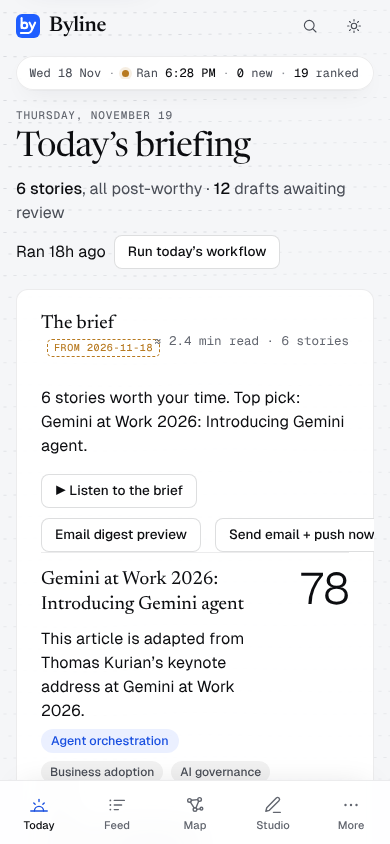 by Byline
Wed 18 Nov · Ran 6:28 PM · 0 new · 19 ranked
THURSDAY, NOVEMBER 19
Today's briefing
6 stories, all post-worthy · 12 drafts awaiting
review
Ran 18h ago Run today's workflow
The brief
FROM 2026-11-18
≈ 2.4 min read · 6 stories
6 stories worth your time. Top pick:
Gemini at Work 2026: Introducing Gemini
agent.
▶ Listen to the brief
Email digest preview Send email + push now
Gemini at Work 2026:
Introducing Gemini agent
78
This article is adapted from
Thomas Kurian's keynote
address at Gemini at Work
2026.
Agent orchestration
Business adoption AI governance
Today Feed Map Studio More